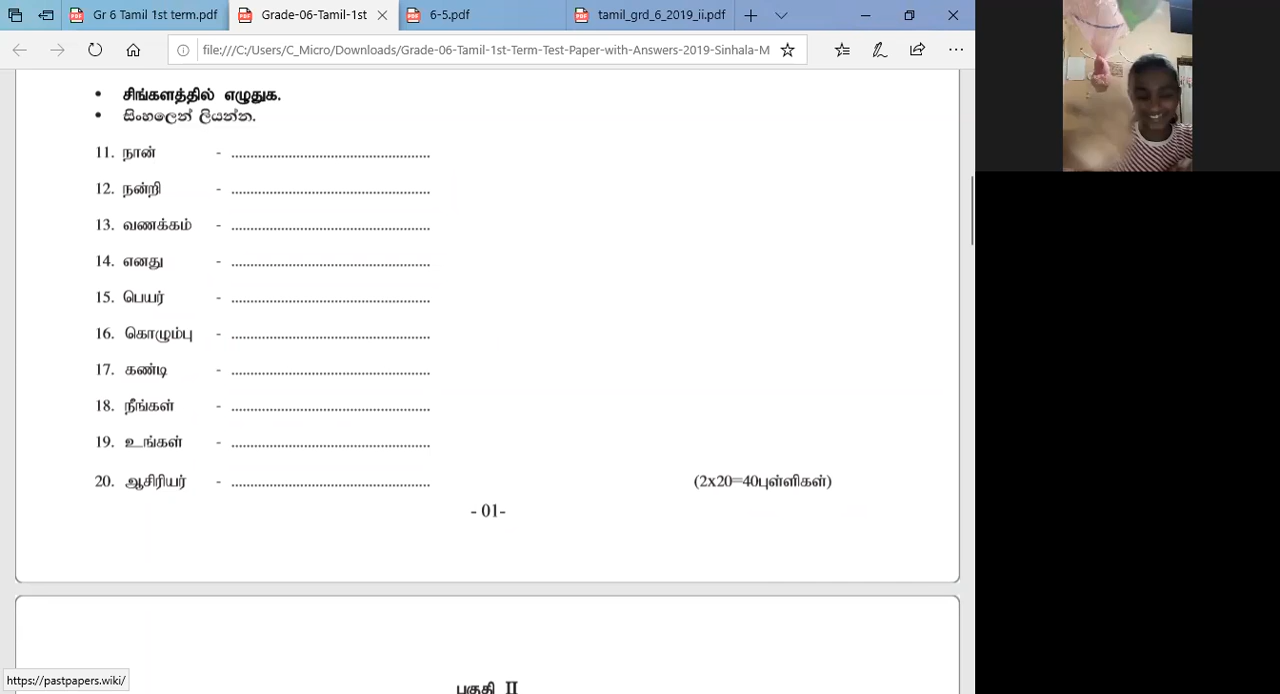 Gr 6 Tamil 1st term.pdf
Grade-06-Tamil-1st
6-5.pdf
tamil_grd_6_2019_ii.pdf
file:///C:/Users/C_Micro/Downloads/Grade-06-Tamil-1st-Term-Test-Paper-with-Answers-2019-Sinhala-M
• சிங்களத்தில் எழுதுக.
• සිංහලෙන් ලියන්න.
11. நான் - ....................................................
12. நன்றி - ....................................................
13. வணக்கம் - ....................................................
14. எனது - ....................................................
15. பெயர் - ....................................................
16. கொழும்பு - ....................................................
17. கண்டி - ....................................................
18. நீங்கள் - ....................................................
19. உங்கள் - ....................................................
20. ஆசிரியர் - .................................................... (2x20=40புள்ளிகள்)
- 01-
பகுதி II
https://pastpapers.wiki/